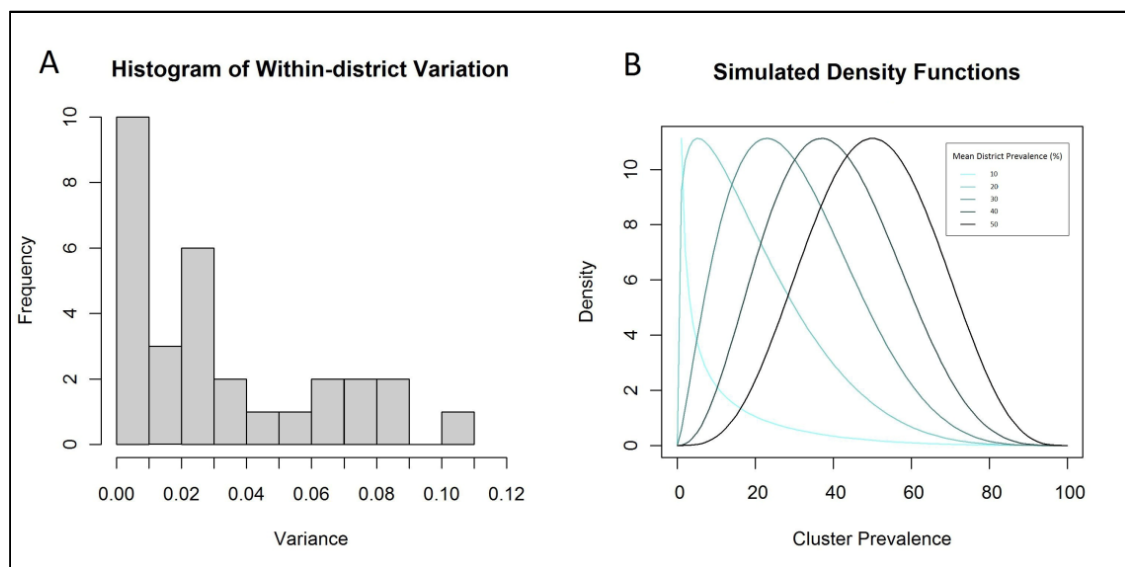 A
Histogram of Within-district Variation
Frequency
10
8
6
4
2
0
0.00 0.02 0.04 0.06 0.08 0.10 0.12
Variance
B
Simulated Density Functions
Density
10
8
6
4
2
0
Mean District Prevalence (%)
10
20
30
40
50
0 20 40 60 80 100
Cluster Prevalence